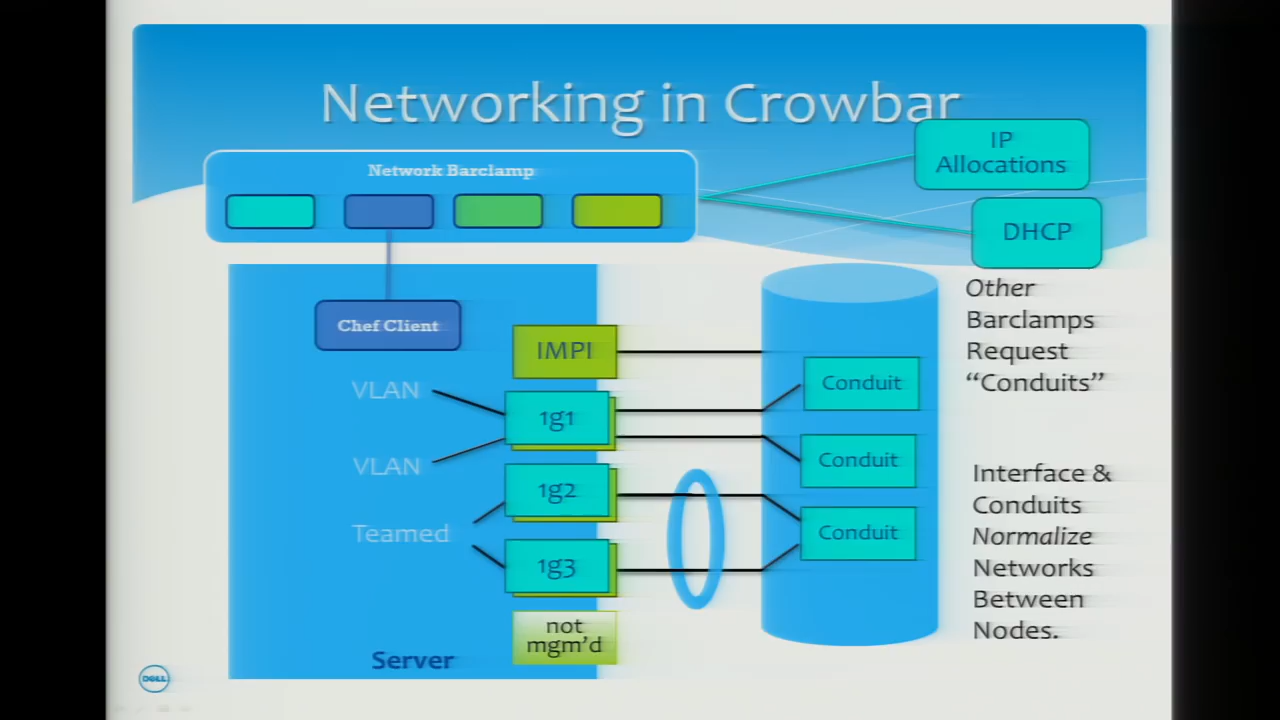 Networking in Crowbar
IP
Allocations
Network Barclamp
DHCP
Other
Barclamps
Request
“Conduits”
Chef Client
IMPI
Conduit
VLAN
1g1
Conduit
VLAN
1g2
Interface &
Conduits
Normalize
Networks
Between
Nodes.
Conduit
Teamed
1g3
not
mgm’d
Server
DELL